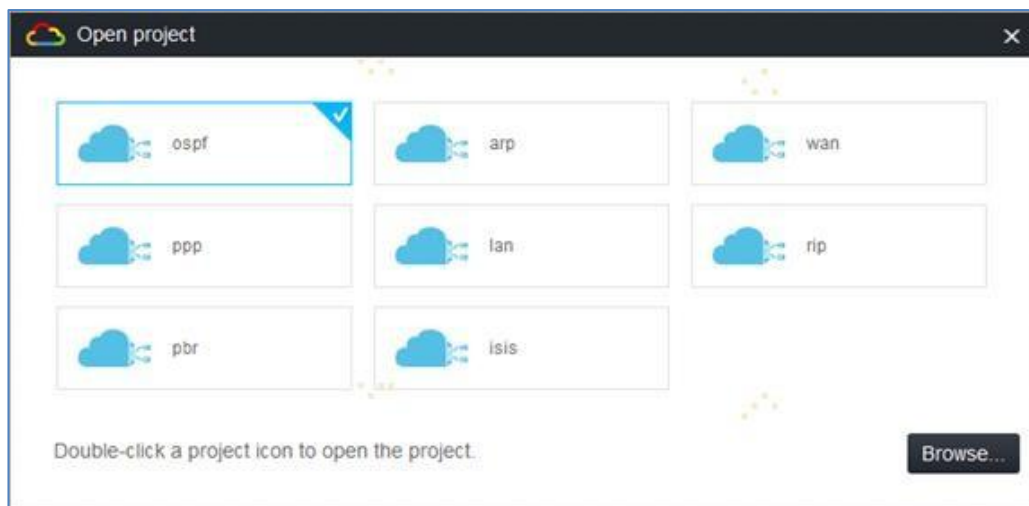 Open project
ospf
arp
wan
ppp
lan
rip
pbr
isis
Double-click a project icon to open the project.
Browse...